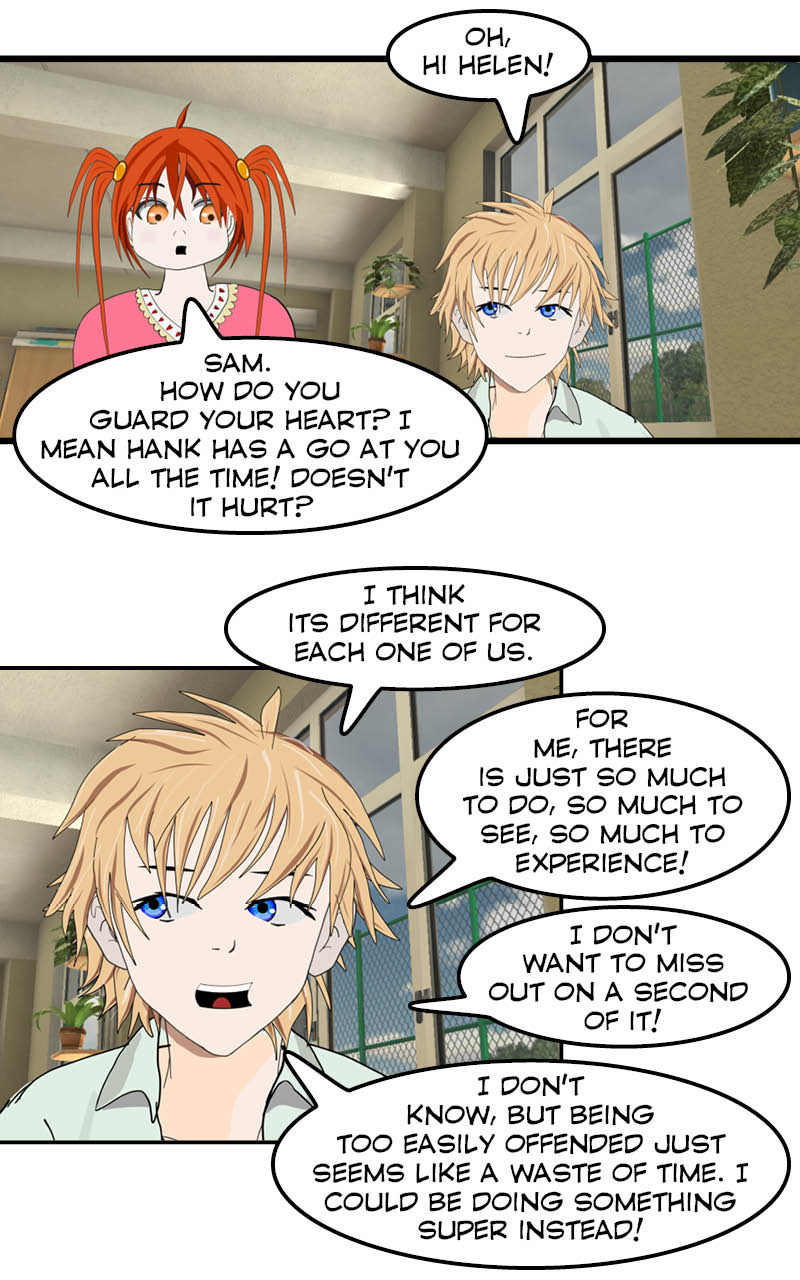 OH,
HI HELEN!
SAM.
HOW DO YOU
GUARD YOUR HEART? I
MEAN HANK HAS A GO AT YOU
ALL THE TIME! DOESN'T
IT HURT?
I THINK
ITS DIFFERENT FOR
EACH ONE OF US.
FOR
ME, THERE
IS JUST SO MUCH
TO DO, SO MUCH TO
SEE, SO MUCH TO
EXPERIENCE!
I DON'T
WANT TO MISS
OUT ON A SECOND
OF IT!
I DON'T
KNOW, BUT BEING
TOO EASILY OFFENDED JUST
SEEMS LIKE A WASTE OF TIME. I
COULD BE DOING SOMETHING
SUPER INSTEAD!